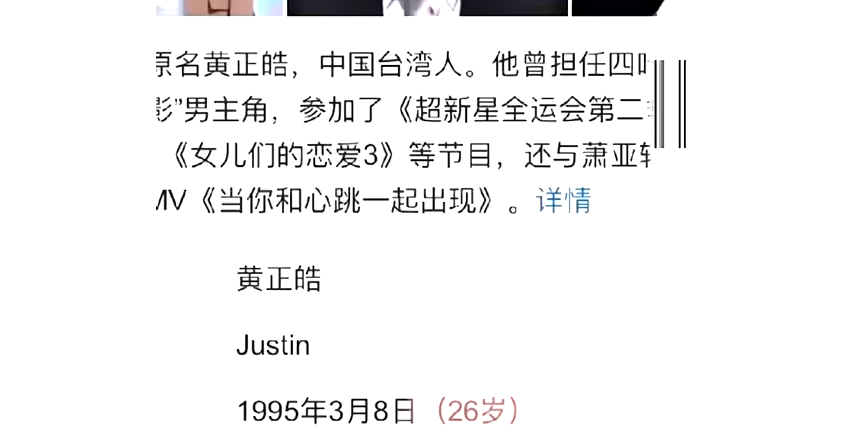 原名黄正皓，中国台湾人。他曾担任四
影”男主角，参加了《超新星全运会第二
《女儿们的恋爱3》等节目，还与萧亚
MV《当你和心跳一起出现》。详情
黄正皓
Justin
1995年3月8日（26岁）